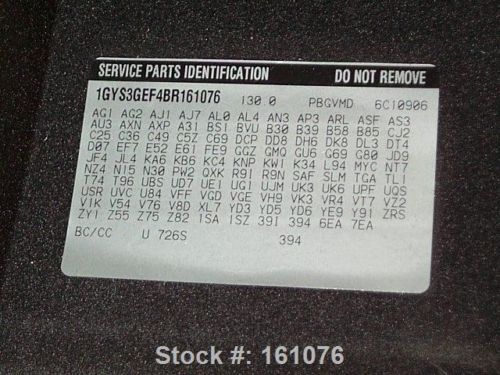 SERVICE PARTS IDENTIFICATION DO NOT REMOVE
1GYS3GEF4BR161076 130 0 PBGVMD 6C10906
AG1 AG2 AJ1 AJ7 AL0 AL4 AN3 AP3 ARL ASF AS3
AU3 AXN AXP A31 BS1 BVU B30 B39 B58 B85 CJ2
C25 C36 C49 C5Z C69 DCP DD8 DH6 DK8 DL3 DT4
D07 EF7 E52 E61 FE9 GGZ GMQ GU6 G69 G80 JD9
JF4 JL4 KA6 KB6 KC4 KNP KW1 K34 L94 MYC NT7
NZ4 N15 N30 PW2 QXK R9I R9N SAF SLM TGA TL1
T74 T96 UBS UD7 UE1 UG1 UJM UK3 UK6 UPF UQS
USR UVC U84 VFF VGD VGE VH9 VK3 VR4 VT7 VZ2
V1K V54 V76 V8D XL7 YD3 YD5 YD6 YE9 Y91 ZRS
ZY1 Z55 Z75 Z82 1SA 1SZ 39I 394 6EA 7EA
BC/CC U 726S 394
Stock #: 161076